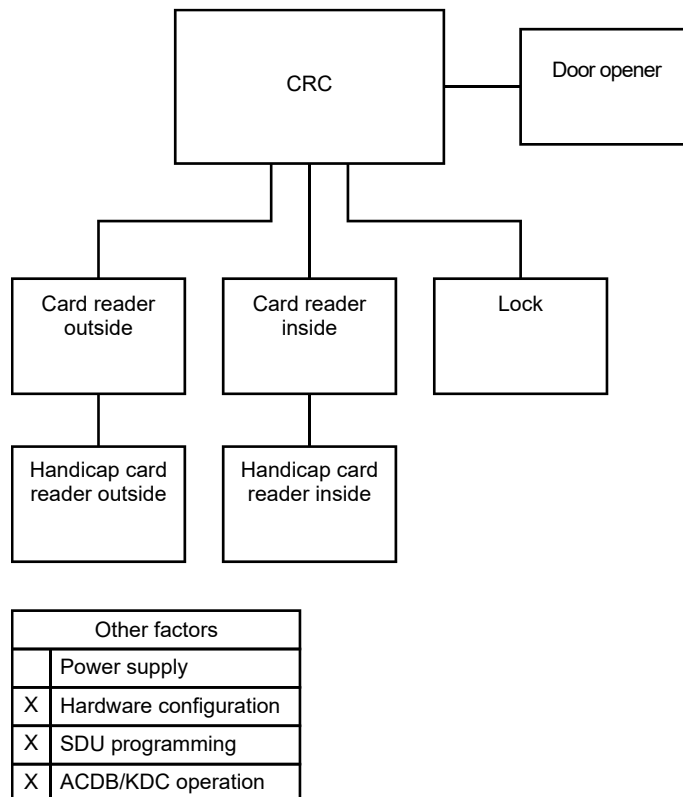 CRC
Door opener
Card reader
outside
Card reader
inside
Lock
Handicap card
reader outside
Handicap card
reader inside
Other factors
Power supply
X Hardware configuration
X SDU programming
X ACDB/KDC operation